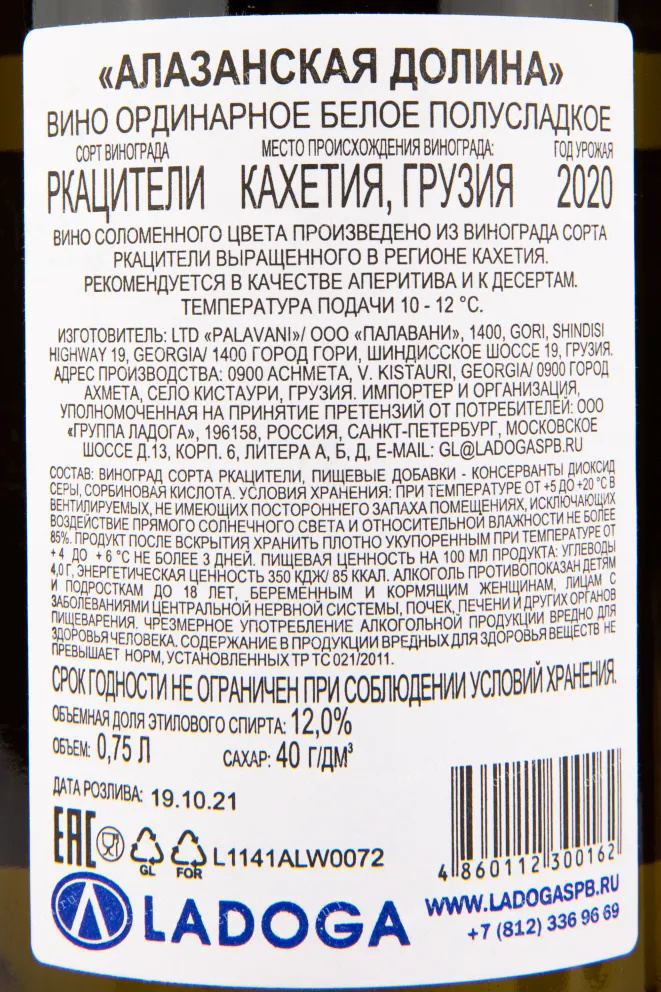 «АЛАЗАНСКАЯ ДОЛИНА»
ВИНО ОРДИНАРНОЕ БЕЛОЕ ПОЛУСЛАДКОЕ
СОРТ ВИНОГРАДА МЕСТО ПРОИСХОЖДЕНИЯ ВИНОГРАДА: ГОД УРОЖАЯ
РКАЦИТЕЛИ КАХЕТИЯ, ГРУЗИЯ 2020
ВИНО СОЛОМЕННОГО ЦВЕТА ПРОИЗВЕДЕНО ИЗ ВИНОГРАДА СОРТА
РКАЦИТЕЛИ ВЫРАЩЕННОГО В РЕГИОНЕ КАХЕТИЯ.
РЕКОМЕНДУЕТСЯ В КАЧЕСТВЕ АПЕРИТИВА И К ДЕСЕРТАМ.
ТЕМПЕРАТУРА ПОДАЧИ 10 - 12 °С.
ИЗГОТОВИТЕЛЬ: LTD «PALAVANI»/ ООО «ПАЛАВАНИ», 1400, GORI, SHINDISI
HIGHWAY 19, GEORGIA/ 1400 ГОРОД ГОРИ, ШИНДИССКОЕ ШОССЕ 19, ГРУЗИЯ.
АДРЕС ПРОИЗВОДСТВА: 0900 ACHMETA, V. KISTAURI, GEORGIA/ 0900 ГОРОД
АХМЕТА, СЕЛО КИСТАУРИ, ГРУЗИЯ. ИМПОРТЕР И ОРГАНИЗАЦИЯ,
УПОЛНОМОЧЕННАЯ НА ПРИНЯТИЕ ПРЕТЕНЗИЙ ОТ ПОТРЕБИТЕЛЕЙ: ООО
«ГРУППА ЛАДОГА», 196158, РОССИЯ, САНКТ-ПЕТЕРБУРГ, МОСКОВСКОЕ
ШОССЕ Д.13, КОРП. 6, ЛИТЕРА А, Б, Д, E-MAIL: GL@LADOGASPB.RU
СОСТАВ: ВИНОГРАД СОРТА РКАЦИТЕЛИ, ПИЩЕВЫЕ ДОБАВКИ - КОНСЕРВАНТЫ ДИОКСИД
СЕРЫ, СОРБИНОВАЯ КИСЛОТА. УСЛОВИЯ ХРАНЕНИЯ: ПРИ ТЕМПЕРАТУРЕ ОТ +5 ДО +20 °С В
ВЕНТИЛИРУЕМЫХ, НЕ ИМЕЮЩИХ ПОСТОРОННЕГО ЗАПАХА ПОМЕЩЕНИЯХ, ИСКЛЮЧАЮЩИХ
ВОЗДЕЙСТВИЕ ПРЯМОГО СОЛНЕЧНОГО СВЕТА И ОТНОСИТЕЛЬНОЙ ВЛАЖНОСТИ НЕ БОЛЕЕ
85%. ПРОДУКТ ПОСЛЕ ВСКРЫТИЯ ХРАНИТЬ ПЛОТНО УКУПОРЕННЫМ ПРИ ТЕМПЕРАТУРЕ ОТ
+ 4 ДО + 6 °С НЕ БОЛЕЕ 3 ДНЕЙ. ПИЩЕВАЯ ЦЕННОСТЬ НА 100 МЛ ПРОДУКТА: УГЛЕВОДЫ
4,0 Г, ЭНЕРГЕТИЧЕСКАЯ ЦЕННОСТЬ 350 КДЖ/ 85 ККАЛ. АЛКОГОЛЬ ПРОТИВОПОКАЗАН ДЕТЯМ
И ПОДРОСТКАМ ДО 18 ЛЕТ, БЕРЕМЕННЫМ И КОРМЯЩИМ ЖЕНЩИНАМ, ЛИЦАМ С
ЗАБОЛЕВАНИЯМИ ЦЕНТРАЛЬНОЙ НЕРВНОЙ СИСТЕМЫ, ПОЧЕК, ПЕЧЕНИ И ДРУГИХ ОРГАНОВ
ПИЩЕВАРЕНИЯ. ЧРЕЗМЕРНОЕ УПОТРЕБЛЕНИЕ АЛКОГОЛЬНОЙ ПРОДУКЦИИ ВРЕДНО ДЛЯ
ЗДОРОВЬЯ ЧЕЛОВЕКА. СОДЕРЖАНИЕ В ПРОДУКЦИИ ВРЕДНЫХ ДЛЯ ЗДОРОВЬЯ ВЕЩЕСТВ НЕ
ПРЕВЫШАЕТ НОРМ, УСТАНОВЛЕННЫХ ТР ТС 021/2011.
СРОК ГОДНОСТИ НЕ ОГРАНИЧЕН ПРИ СОБЛЮДЕНИИ УСЛОВИЙ ХРАНЕНИЯ.
ОБЪЕМНАЯ ДОЛЯ ЭТИЛОВОГО СПИРТА: 12,0%
ОБЪЕМ: 0,75 Л САХАР: 40 Г/ДМ³
ДАТА РОЗЛИВА: 19.10.21
EAC GL FOR L1141ALW0072
4 860112 300162
LADOGA
WWW.LADOGASPB.RU
+7 (812) 336 96 69